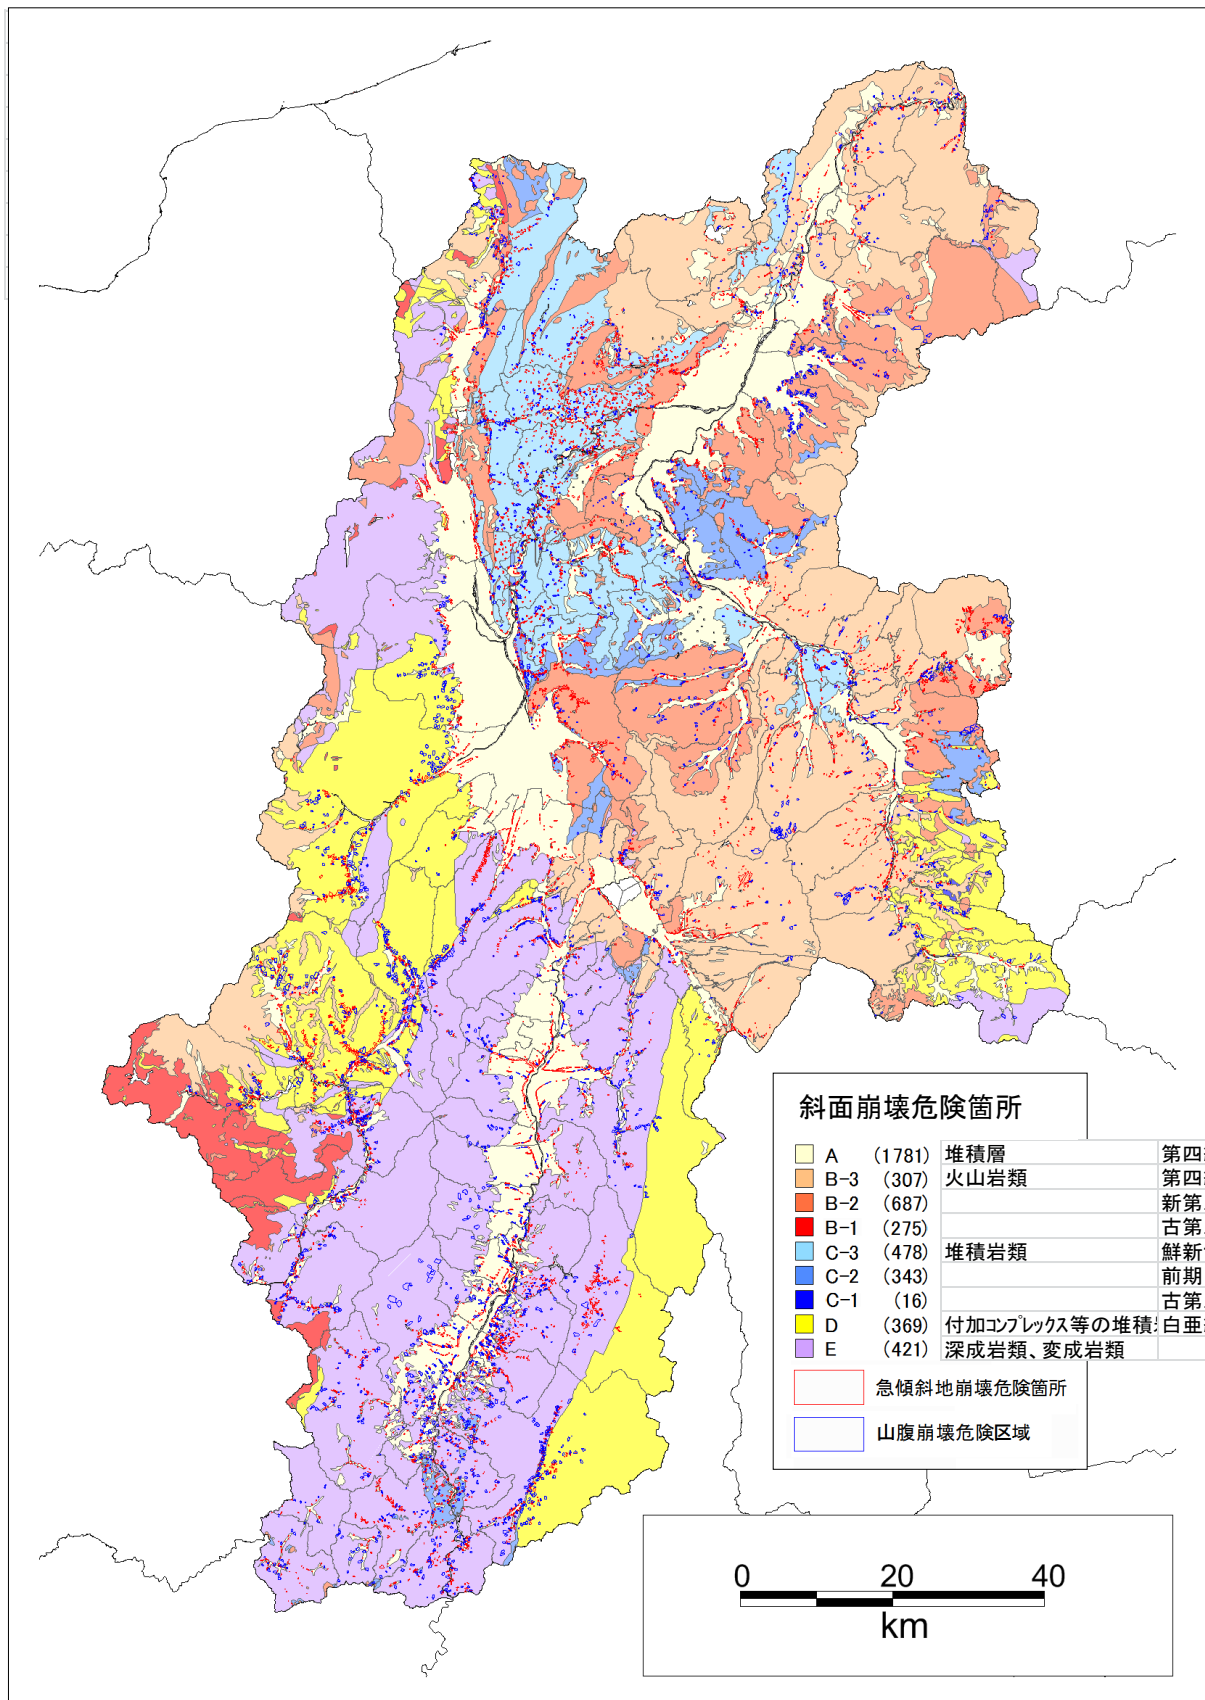 斜面崩壊危険箇所
A (1781) 堆積層 第四
B-3 (307) 火山岩類 第四
B-2 (687) 新第
B-1 (275) 古第
C-3 (478) 堆積岩類 鮮新
C-2 (343) 前期
C-1 (16) 古第
D (369) 付加コンプレックス等の堆積 白亜
E (421) 深成岩類、変成岩類
急傾斜地崩壊危険箇所
山腹崩壊危険区域
0 20 40
km